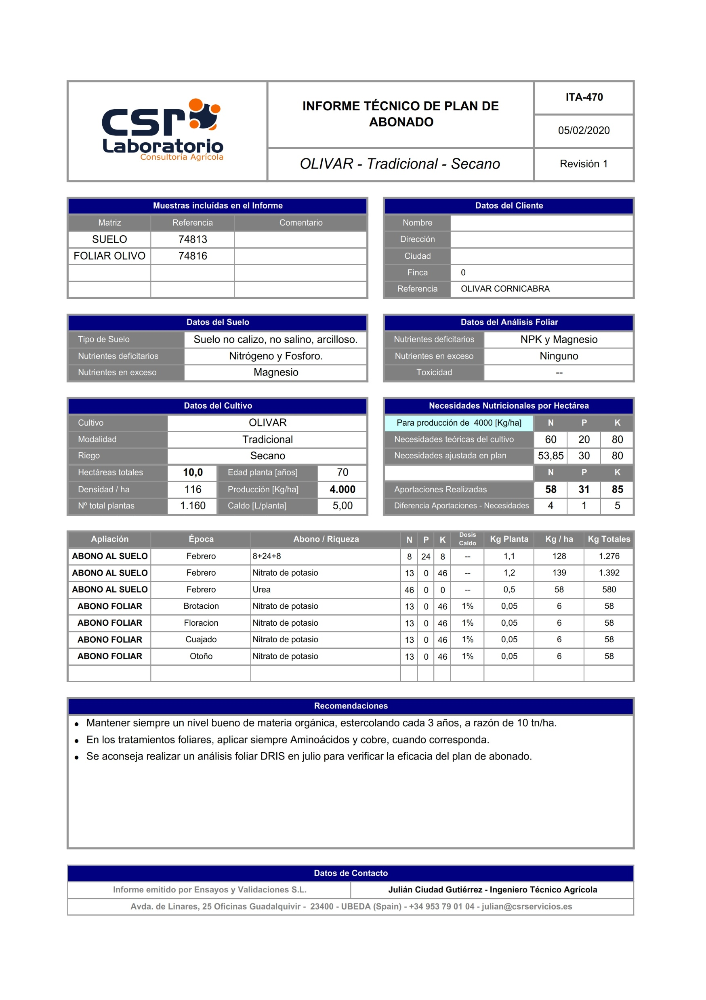 csr
Laboratorio
Consultoría Agrícola
INFORME TÉCNICO DE PLAN DE
ABONADO
OLIVAR - Tradicional - Secano
ITA-470
05/02/2020
Revisión 1
Muestras incluídas en el Informe
Matriz Referencia Comentario
SUELO 74813
FOLIAR OLIVO 74816
Datos del Cliente
Nombre
Dirección
Ciudad
Finca 0
Referencia OLIVAR CORNICABRA
Datos del Suelo
Tipo de Suelo Suelo no calizo, no salino, arcilloso.
Nutrientes deficitarios Nitrógeno y Fosforo.
Nutrientes en exceso Magnesio
Datos del Análisis Foliar
Nutrientes deficitarios NPK y Magnesio
Nutrientes en exceso Ninguno
Toxicidad --
Datos del Cultivo
Cultivo OLIVAR
Modalidad Tradicional
Riego Secano
Hectáreas totales 10,0 Edad planta [años] 70
Densidad / ha 116 Producción [Kg/ha] 4.000
Nº total plantas 1.160 Caldo [L/planta] 5,00
Necesidades Nutricionales por Hectárea
Para producción de 4000 [Kg/ha] N P K
Necesidades teóricas del cultivo 60 20 80
Necesidades ajustada en plan 53,85 30 80
N P K
Aportaciones Realizadas 58 31 85
Diferencia Aportaciones - Necesidades 4 1 5
Apliación Época Abono / Riqueza N P K Dosis Caldo Kg Planta Kg / ha Kg Totales
ABONO AL SUELO Febrero 8+24+8 8 24 8 -- 1,1 128 1.276
ABONO AL SUELO Febrero Nitrato de potasio 13 0 46 -- 1,2 139 1.392
ABONO AL SUELO Febrero Urea 46 0 0 -- 0,5 58 580
ABONO FOLIAR Brotacion Nitrato de potasio 13 0 46 1% 0,05 6 58
ABONO FOLIAR Floracion Nitrato de potasio 13 0 46 1% 0,05 6 58
ABONO FOLIAR Cuajado Nitrato de potasio 13 0 46 1% 0,05 6 58
ABONO FOLIAR Otoño Nitrato de potasio 13 0 46 1% 0,05 6 58
Recomendaciones
● Mantener siempre un nivel bueno de materia orgánica, estercolando cada 3 años, a razón de 10 tn/ha.
● En los tratamientos foliares, aplicar siempre Aminoácidos y cobre, cuando corresponda.
● Se aconseja realizar un análisis foliar DRIS en julio para verificar la eficacia del plan de abonado.
Datos de Contacto
Informe emitido por Ensayos y Validaciones S.L. Julián Ciudad Gutiérrez - Ingeniero Técnico Agrícola
Avda. de Linares, 25 Oficinas Guadalquivir - 23400 - UBEDA (Spain) - +34 953 79 01 04 - julian@csrservicios.es